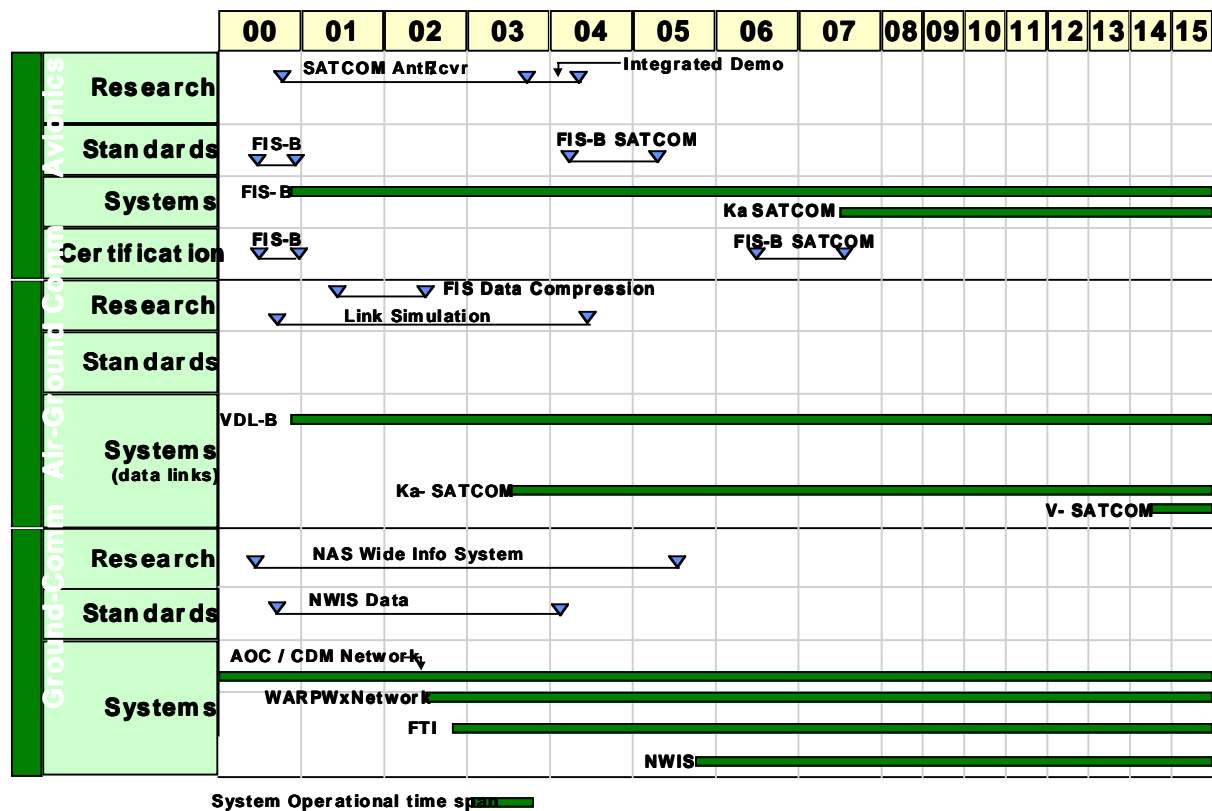 00 01 02 03 04 05 06 07 08 09 10 11 12 13 14 15
Avionics
Research
SATCOM Ant/Rcvr
Integrated Demo
Standards
FIS-B
FIS-B SATCOM
Systems
FIS-B
Ka SATCOM
Certification
FIS-B
FIS-B SATCOM
Air-Ground Comm
Research
FIS Data Compression
Link Simulation
Standards
Systems
(data links)
VDL-B
Ka- SATCOM
V- SATCOM
Ground-Comm
Research
NAS Wide Info System
Standards
NWIS Data
Systems
AOC / CDM Network
WARPWxNetwork
FTI
NWIS
System Operational time span